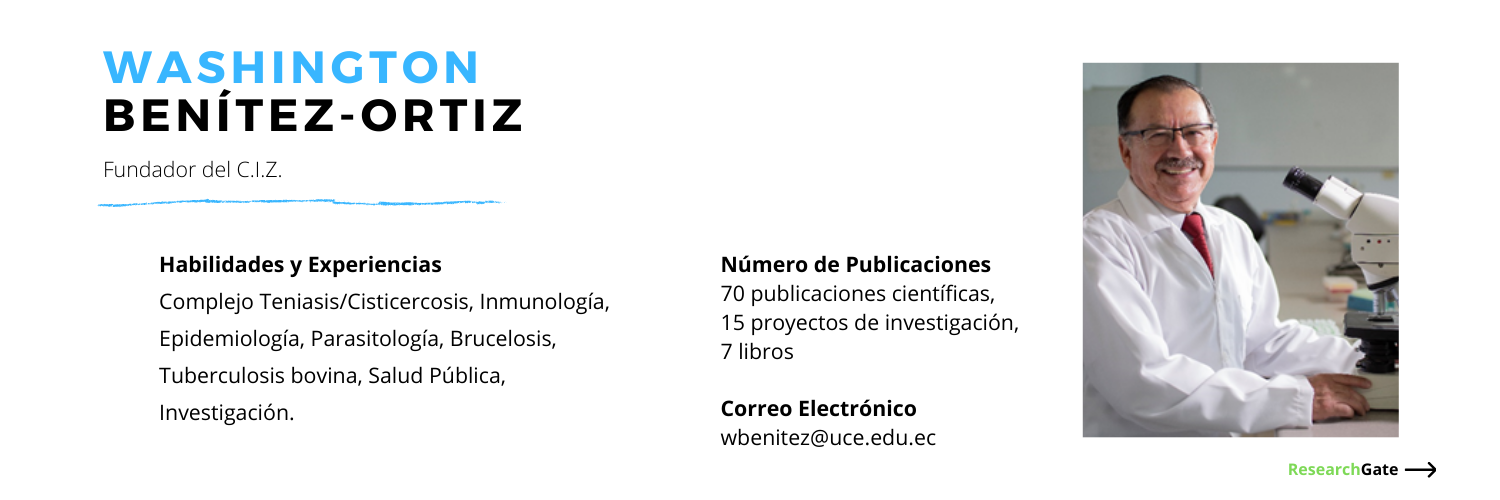 WASHINGTON
BENÍTEZ-ORTIZ
Fundador del C.I.Z.
Habilidades y Experiencias
Complejo Teniasis/Cisticercosis, Inmunología,
Epidemiología, Parasitología, Brucelosis,
Tuberculosis bovina, Salud Pública,
Investigación.
Número de Publicaciones
70 publicaciones científicas,
15 proyectos de investigación,
7 libros
Correo Electrónico
wbenitez@uce.edu.ec
ResearchGate